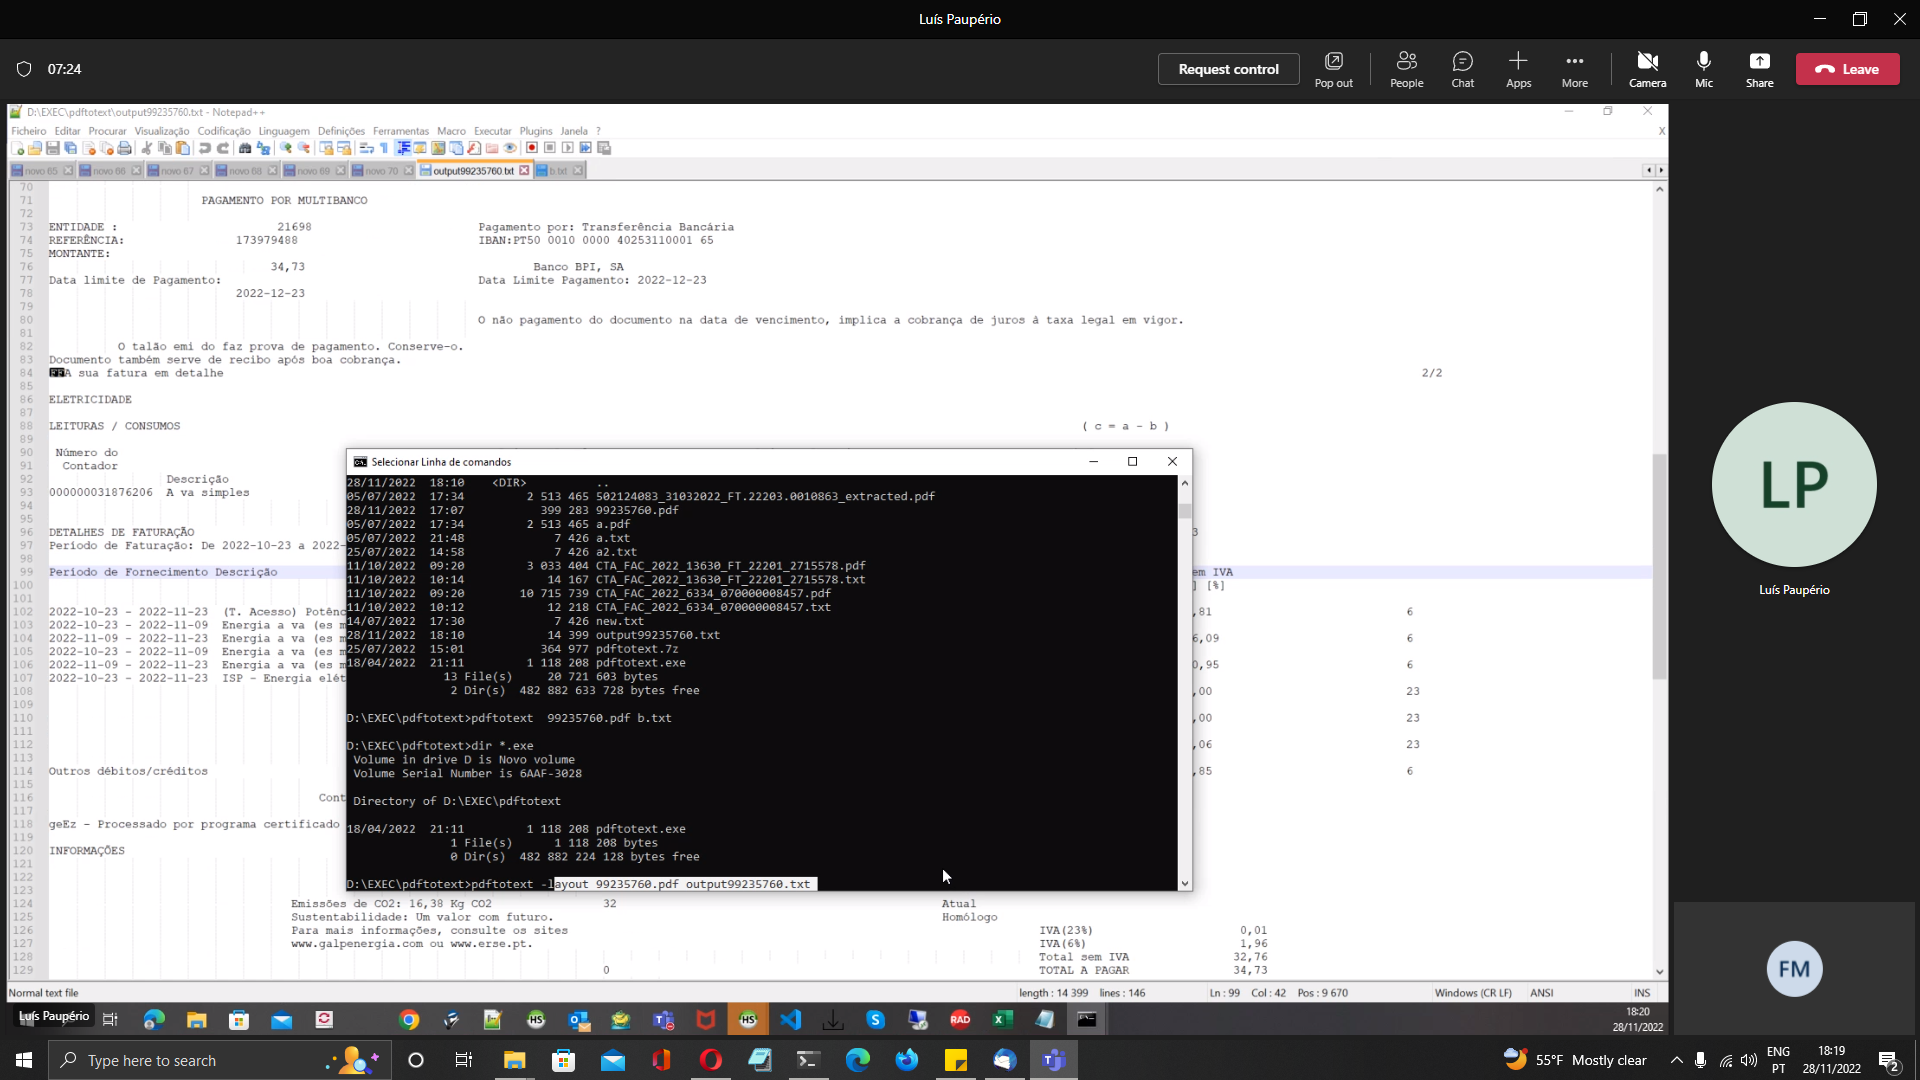 Luís Paupério
07:24
Request control
Pop out
People
Chat
Apps
More
Camera
Mic
Share
Leave
D:\EXEC\pdftotext\output99235760.txt - Notepad++
Ficheiro Editar Procurar Visualização Codificação Linguagem Definições Ferramentas Macro Executar Plugins Janela ? X
novo 65 novo 66 novo 67 novo 68 novo 69 novo 70 output99235760.txt b.txt
70
71 PAGAMENTO POR MULTIBANCO
72
73 ENTIDADE : 21698 Pagamento por: Transferência Bancária
74 REFERÊNCIA: 173979488 IBAN:PT50 0010 0000 40253110001 65
75 MONTANTE:
76 34,73 Banco BPI, SA
77 Data limite de Pagamento: Data Limite Pagamento: 2022-12-23
78 2022-12-23
79
80 O não pagamento do documento na data de vencimento, implica a cobrança de juros à taxa legal em vigor.
81
82 O talão emi do faz prova de pagamento. Conserve-o.
83 Documento também serve de recibo após boa cobrança.
84 FFA sua fatura em detalhe 2/2
85
86 ELETRICIDADE
87
88 LEITURAS / CONSUMOS ( c = a - b )
89
90 Número do
91 Contador
92 Descrição
93 000000031876206 A va simples
94
95
96 DETALHES DE FATURAÇÃO 3
97 Período de Faturação: De 2022-10-23 a 2022-
98
99 Período de Fornecimento Descrição em IVA
100 ] [%]
101
102 2022-10-23 - 2022-11-23 (T. Acesso) Potênc ,81 6
103 2022-10-23 - 2022-11-09 Energia a va (es m
104 2022-11-09 - 2022-11-23 Energia a va (es m 6,09 6
105 2022-10-23 - 2022-11-09 Energia a va (es m
106 2022-11-09 - 2022-11-23 Energia a va (es m 0,95 6
107 2022-10-23 - 2022-11-23 ISP - Energia elét
108 ,00 23
109
110 ,00 23
111
112 ,06 23
113
114 Outros débitos/créditos ,85 6
115
116 Cont
117
118 geEz - Processado por programa certificado
119
120 INFORMAÇÕES
121
122
123
124 Emissões de CO2: 16,38 Kg CO2 32 Atual
125 Sustentabilidade: Um valor com futuro. Homólogo
126 Para mais informações, consulte os sites IVA(23%) 0,01
127 www.galpenergia.com ou www.erse.pt. IVA(6%) 1,96
128 Total sem IVA 32,76
129 0 TOTAL A PAGAR 34,73
Selecionar Linha de comandos
28/11/2022 18:10 <DIR> ..
05/07/2022 17:34 2 513 465 502124083_31032022_FT.22203.0010863_extracted.pdf
28/11/2022 17:07 399 283 99235760.pdf
05/07/2022 17:34 2 513 465 a.pdf
05/07/2022 21:48 7 426 a.txt
25/07/2022 14:58 7 426 a2.txt
11/10/2022 09:20 3 033 404 CTA_FAC_2022_13630_FT_22201_2715578.pdf
11/10/2022 10:14 14 167 CTA_FAC_2022_13630_FT_22201_2715578.txt
11/10/2022 09:20 10 715 739 CTA_FAC_2022_6334_070000008457.pdf
11/10/2022 10:12 12 218 CTA_FAC_2022_6334_070000008457.txt
14/07/2022 17:30 7 426 new.txt
28/11/2022 18:10 14 399 output99235760.txt
25/07/2022 15:01 364 977 pdftotext.7z
18/04/2022 21:11 1 118 208 pdftotext.exe
13 File(s) 20 721 603 bytes
2 Dir(s) 482 882 633 728 bytes free
D:\EXEC\pdftotext>pdftotext 99235760.pdf b.txt
D:\EXEC\pdftotext>dir *.exe
Volume in drive D is Novo volume
Volume Serial Number is 6AAF-3028
Directory of D:\EXEC\pdftotext
18/04/2022 21:11 1 118 208 pdftotext.exe
1 File(s) 1 118 208 bytes
0 Dir(s) 482 882 224 128 bytes free
D:\EXEC\pdftotext>pdftotext -layout 99235760.pdf output99235760.txt
Normal text file length : 14 399 lines : 146 Ln : 99 Col : 42 Pos : 9 670 Windows (CR LF) ANSI INS
Luís Paupério
18:20
28/11/2022
LP
Luís Paupério
FM
Type here to search
55°F Mostly clear
ENG
PT
18:19
28/11/2022
2